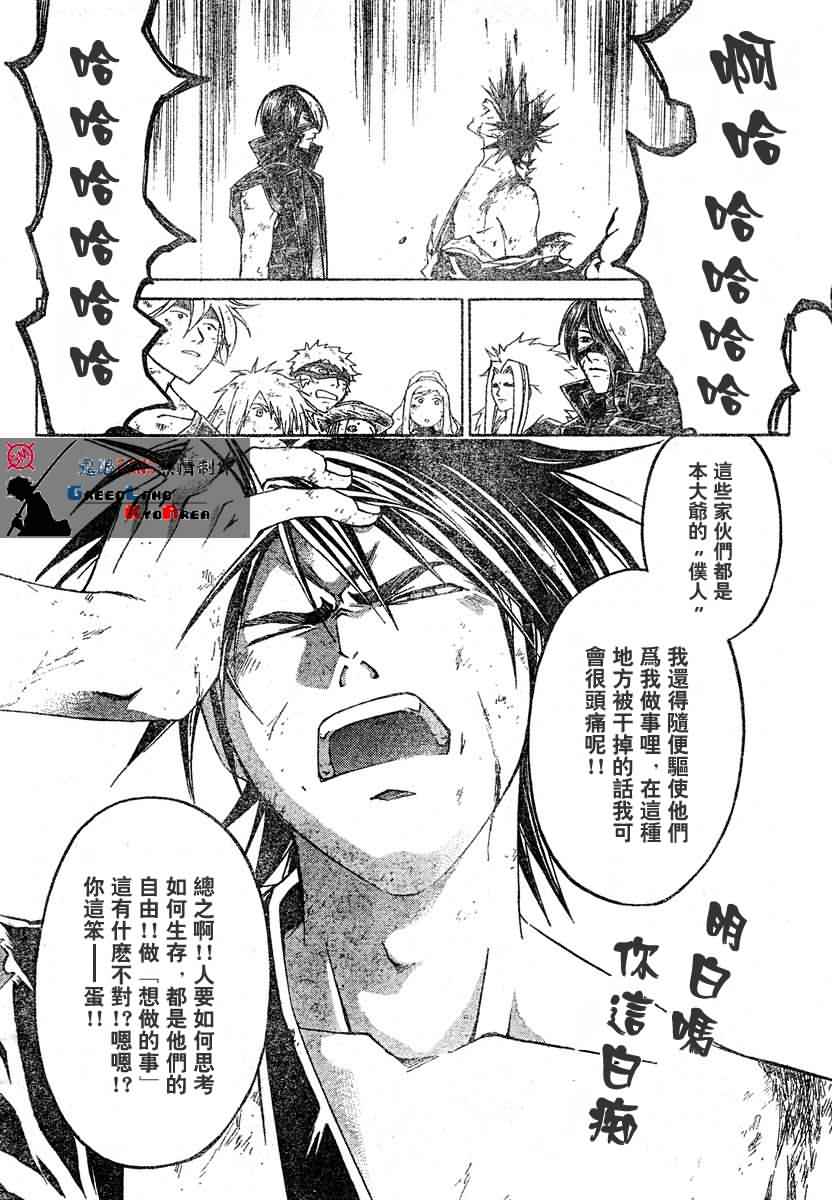 哈哈哈哈哈哈
哈哈哈哈哈
這些家伙們都是
本大爺的〝僕人〞
我還得隨便驅使他們
爲我做事哩．在這種
地方被干掉的話我可
會很頭痛呢!!
明白嗎
你這白痴
總之啊!!人要如何思考
如何生存．都是他們的
自由!!做「想做的事」
這有什麽不對!?嗯嗯!?
你這笨——蛋!!
GREEDLAND
KYOAREA